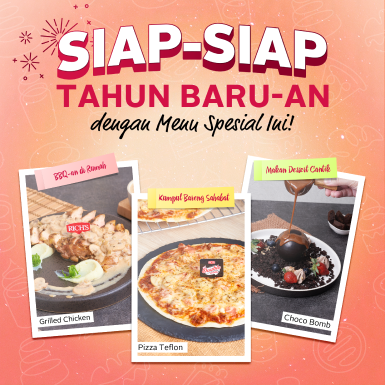 SIAP-SIAP
TAHUN BARU-AN
dengan Menu Spesial Ini!
BBQ-an di Rumah
Kumpul Bareng Sahabat
Makan Dessert Cantik
RICH'S
Grilled Chicken
Pizza Teflon
Choco Bomb